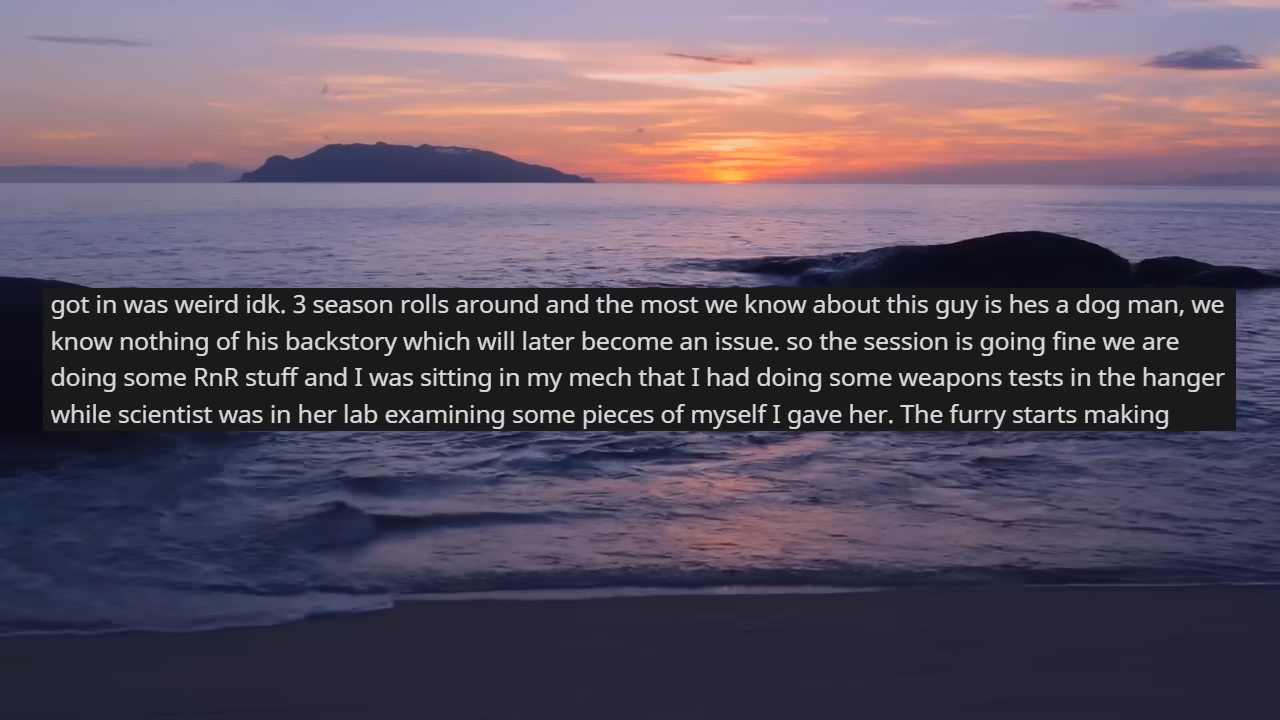 got in was weird idk. 3 season rolls around and the most we know about this guy is hes a dog man, we
know nothing of his backstory which will later become an issue. so the session is going fine we are
doing some RnR stuff and I was sitting in my mech that I had doing some weapons tests in the hanger
while scientist was in her lab examining some pieces of myself I gave her. The furry starts making